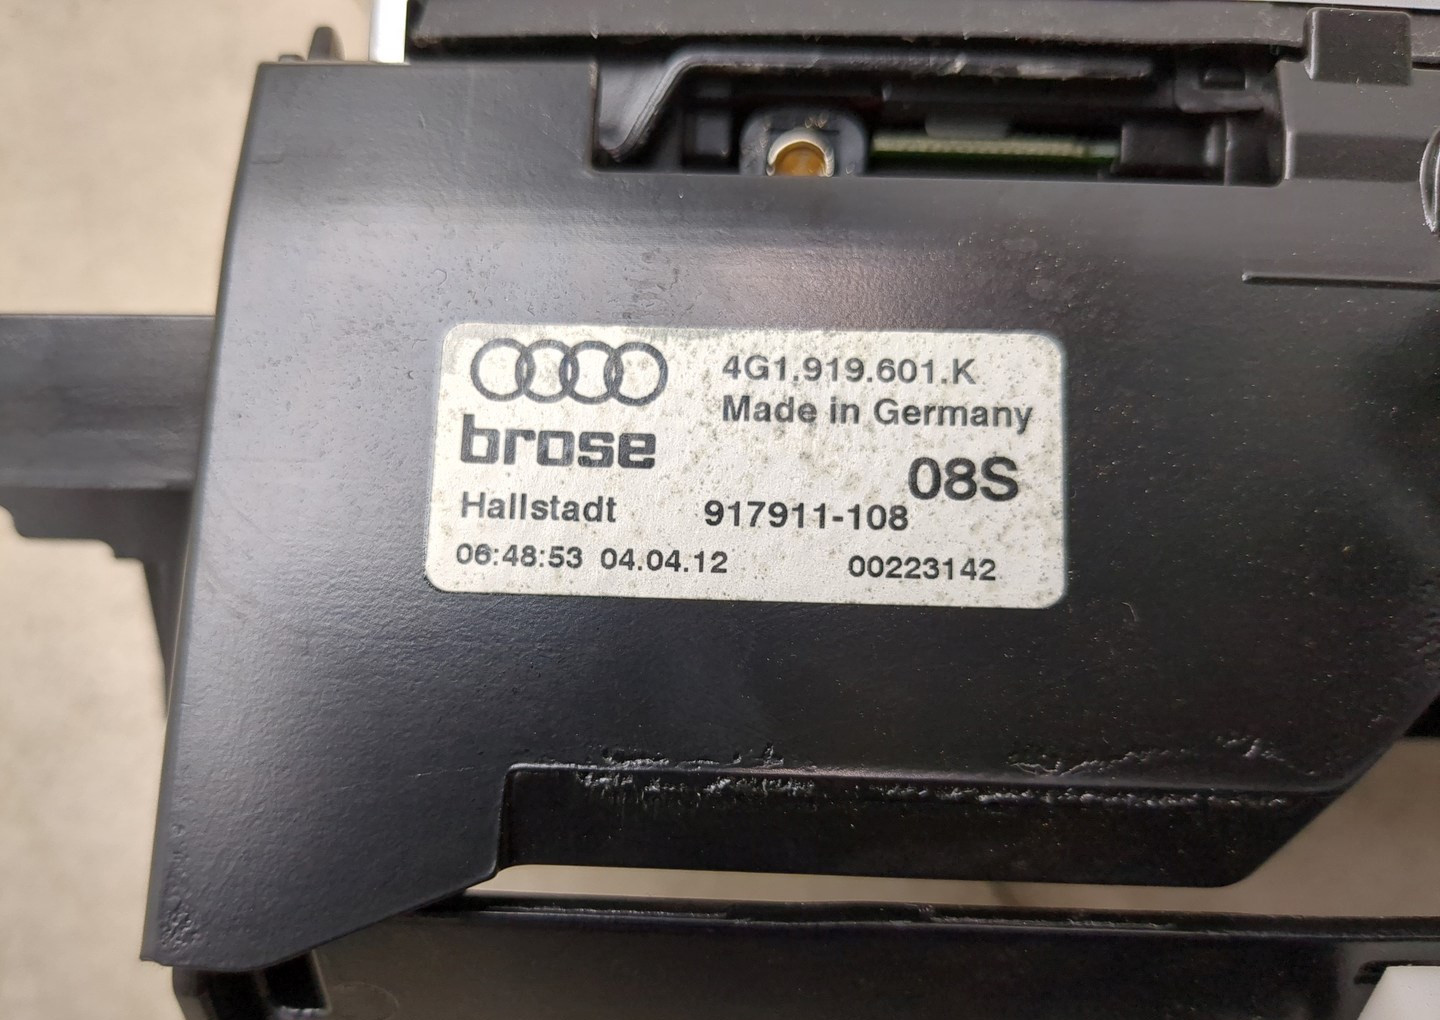 4G1.919.601.K
Made in Germany
brose
08S
Hallstadt 917911-108
06:48:53 04.04.12 00223142